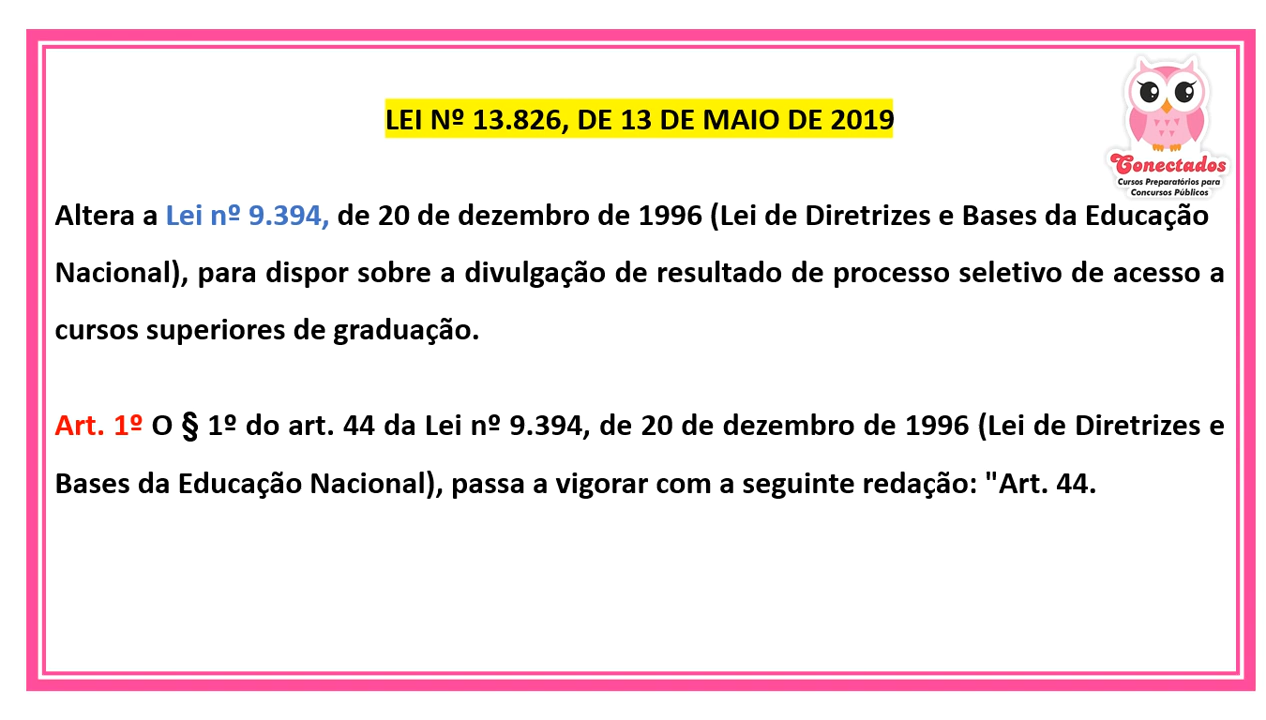 LEI Nº 13.826, DE 13 DE MAIO DE 2019
Conectados
Cursos Preparatórios para
Concursos Públicos
Altera a Lei nº 9.394, de 20 de dezembro de 1996 (Lei de Diretrizes e Bases da Educação
Nacional), para dispor sobre a divulgação de resultado de processo seletivo de acesso a
cursos superiores de graduação.
Art. 1º O § 1º do art. 44 da Lei nº 9.394, de 20 de dezembro de 1996 (Lei de Diretrizes e
Bases da Educação Nacional), passa a vigorar com a seguinte redação: "Art. 44.